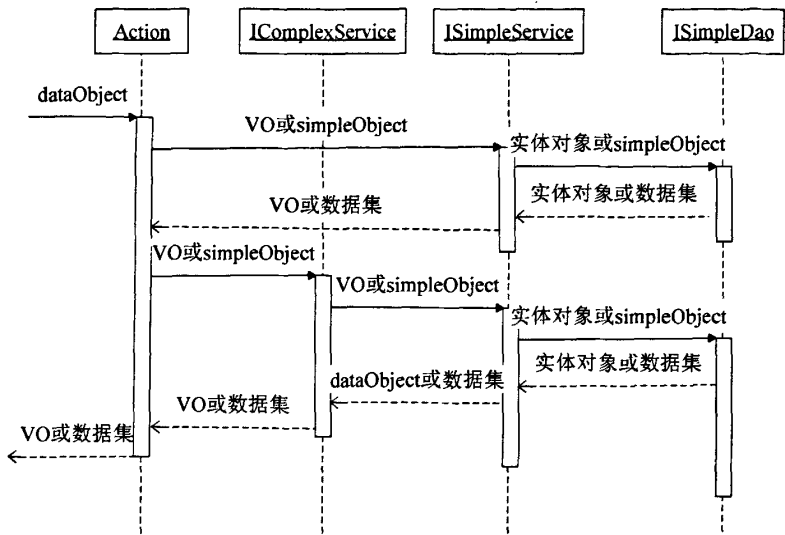 Action IComplexService ISimpleService ISimpleDao
dataObject
VO或simpleObject
实体对象或simpleObject
实体对象或数据集
VO或数据集
VO或simpleObject
VO或simpleObject
实体对象或simpleObject
实体对象或数据集
dataObject或数据集
VO或数据集
VO或数据集